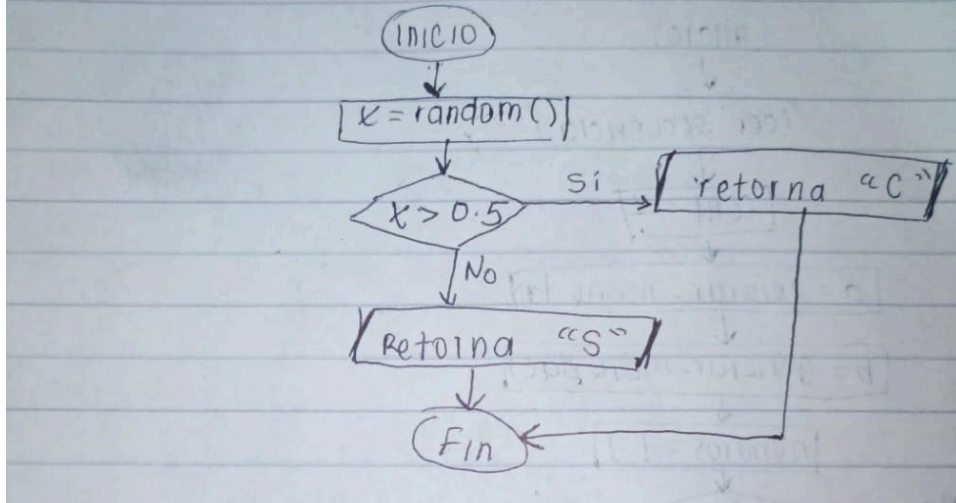 INICIO
x = random()
x > 0.5
Si
retorna "C"
No
Retorna "S"
Fin